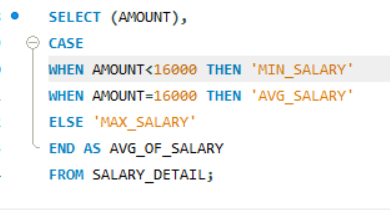 SELECT (AMOUNT),
CASE
WHEN AMOUNT<16000 THEN 'MIN_SALARY'
WHEN AMOUNT=16000 THEN 'AVG_SALARY'
ELSE 'MAX_SALARY'
END AS AVG_OF_SALARY
FROM SALARY_DETAIL;